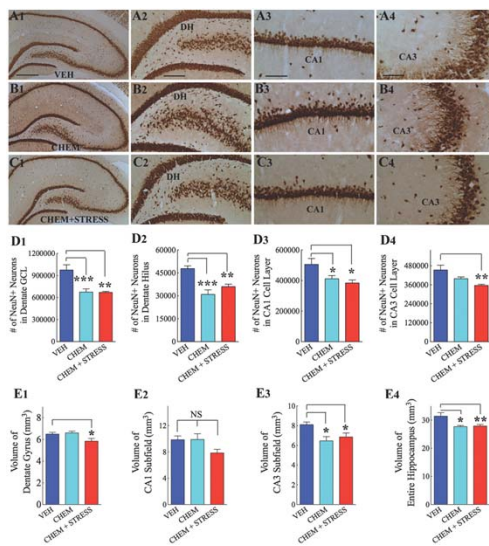 A1 A2 A3 A4
DH
VEH CA1 CA3
B1 B2 B3 B4
DH
CHEM CA1 CA3
C1 C2 C3 C4
DH
CHEM+STRESS CA1 CA3
D1 D2 D3 D4
# of NeuN+ Neurons
in Dentate GCL
1200000
900000
600000
300000
0
***
**
VEH
CHEM
CHEM + STRESS
# of NeuN+ Neurons
in Dentate Hilus
60000
45000
30000
15000
0
***
**
VEH
CHEM
CHEM + STRESS
# of NeuN+ Neurons
in CA1 Cell Layer
600000
400000
200000
0
*
*
VEH
CHEM
CHEM + STRESS
# of NeuN+ Neurons
in CA3 Cell Layer
480000
360000
240000
120000
0
**
VEH
CHEM
CHEM + STRESS
E1 E2 E3 E4
Volume of
Dentate Gyrus (mm3)
8
6
4
2
0
*
VEH
CHEM
CHEM + STRESS
Volume of
CA1 Subfield (mm3)
12
8
4
0
NS
VEH
CHEM
CHEM + STRESS
Volume of
CA3 Subfield (mm3)
8
6
4
2
0
*
*
VEH
CHEM
CHEM + STRESS
Volume of
Entire Hippocampus (mm3)
30
20
10
0
*
*
VEH
CHEM
CHEM + STRESS